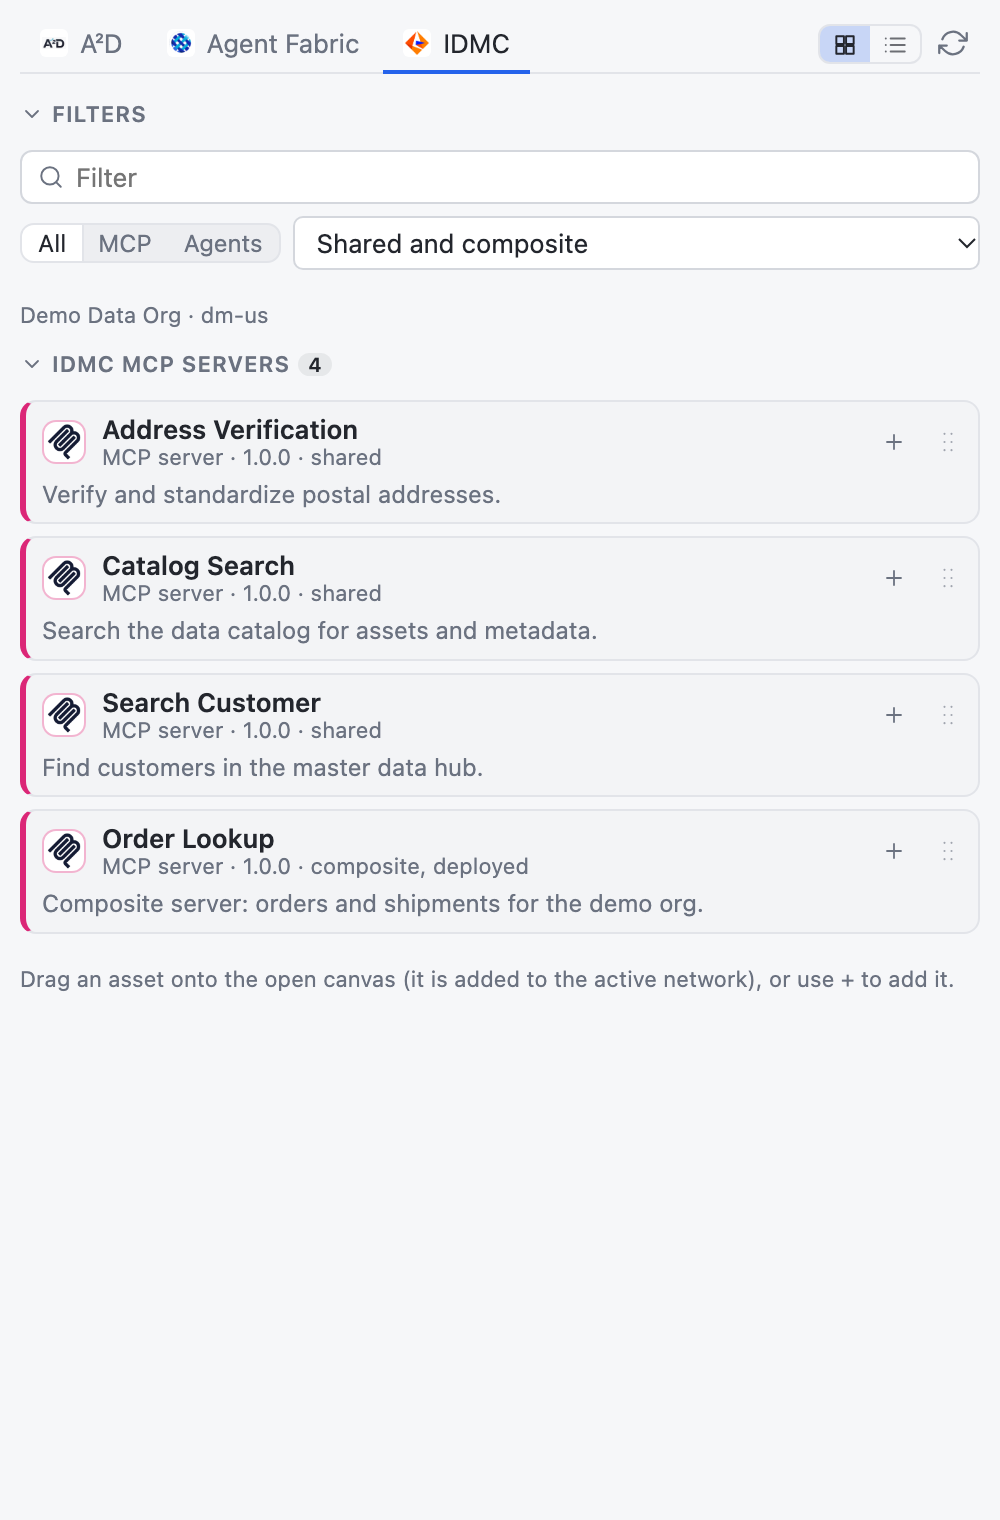 A²D A²D Agent Fabric IDMC
FILTERS
Filter
All MCP Agents Shared and composite
Demo Data Org · dm-us
IDMC MCP SERVERS 4
Address Verification
MCP server · 1.0.0 · shared
Verify and standardize postal addresses.
Catalog Search
MCP server · 1.0.0 · shared
Search the data catalog for assets and metadata.
Search Customer
MCP server · 1.0.0 · shared
Find customers in the master data hub.
Order Lookup
MCP server · 1.0.0 · composite, deployed
Composite server: orders and shipments for the demo org.
Drag an asset onto the open canvas (it is added to the active network), or use + to add it.